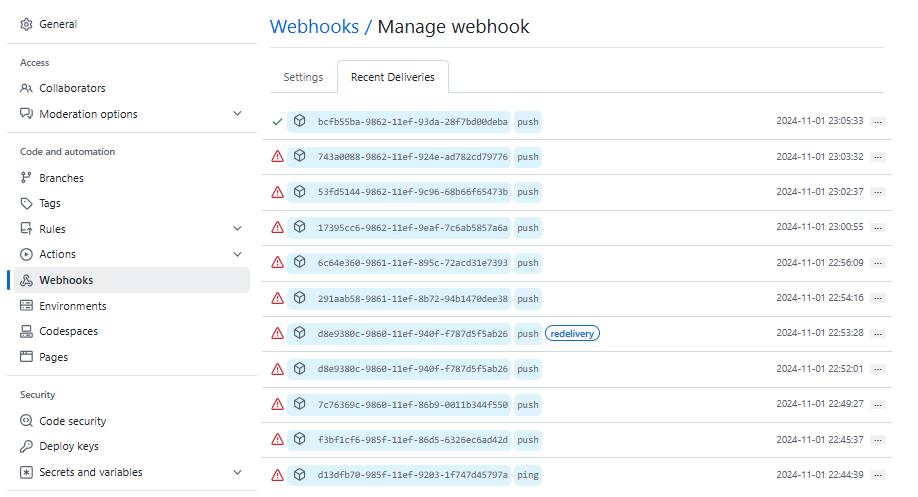 General
Access
Collaborators
Moderation options
Code and automation
Branches
Tags
Rules
Actions
Webhooks
Environments
Codespaces
Pages
Security
Code security
Deploy keys
Secrets and variables
Webhooks / Manage webhook
Settings Recent Deliveries
bcfb55ba-9862-11ef-93da-28f7bd00deba push 2024-11-01 23:05:33 ...
743a0088-9862-11ef-924e-ad782cd79776 push 2024-11-01 23:03:32 ...
53fd5144-9862-11ef-9c96-68b66f65473b push 2024-11-01 23:02:37 ...
17395cc6-9862-11ef-9eaf-7c6ab5857a6a push 2024-11-01 23:00:55 ...
6c64e360-9861-11ef-895c-72acd31e7393 push 2024-11-01 22:56:09 ...
291aab58-9861-11ef-8b72-94b1470dee38 push 2024-11-01 22:54:16 ...
d8e9380c-9860-11ef-940f-f787d5f5ab26 push redelivery 2024-11-01 22:53:28 ...
d8e9380c-9860-11ef-940f-f787d5f5ab26 push 2024-11-01 22:52:01 ...
7c76369c-9860-11ef-86b9-0011b344f550 push 2024-11-01 22:49:27 ...
f3bf1cf6-985f-11ef-86d5-6326ec6ad42d push 2024-11-01 22:45:37 ...
d13dfb70-985f-11ef-9203-1f747d45797a ping 2024-11-01 22:44:39 ...